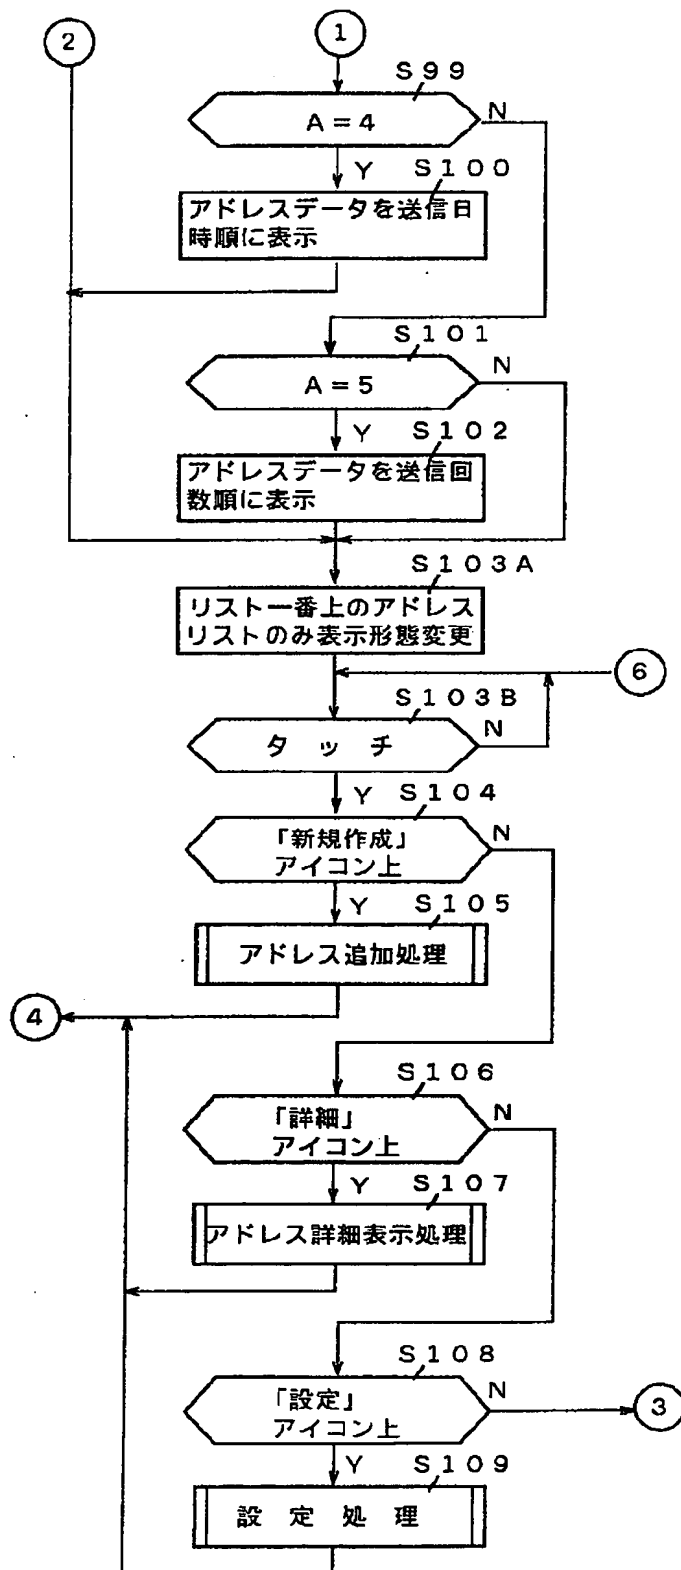 2
1
S99
A=4
N
Y
S100
アドレスデータを送信日
時順に表示
S101
A=5
N
Y
S102
アドレスデータを送信回
数順に表示
S103A
リスト一番上のアドレス
リストのみ表示形態変更
6
S103B
タッチ
N
Y
S104
「新規作成」
アイコン上
N
Y
S105
アドレス追加処理
4
S106
「詳細」
アイコン上
N
Y
S107
アドレス詳細表示処理
S108
「設定」
アイコン上
N
3
Y
S109
設定処理